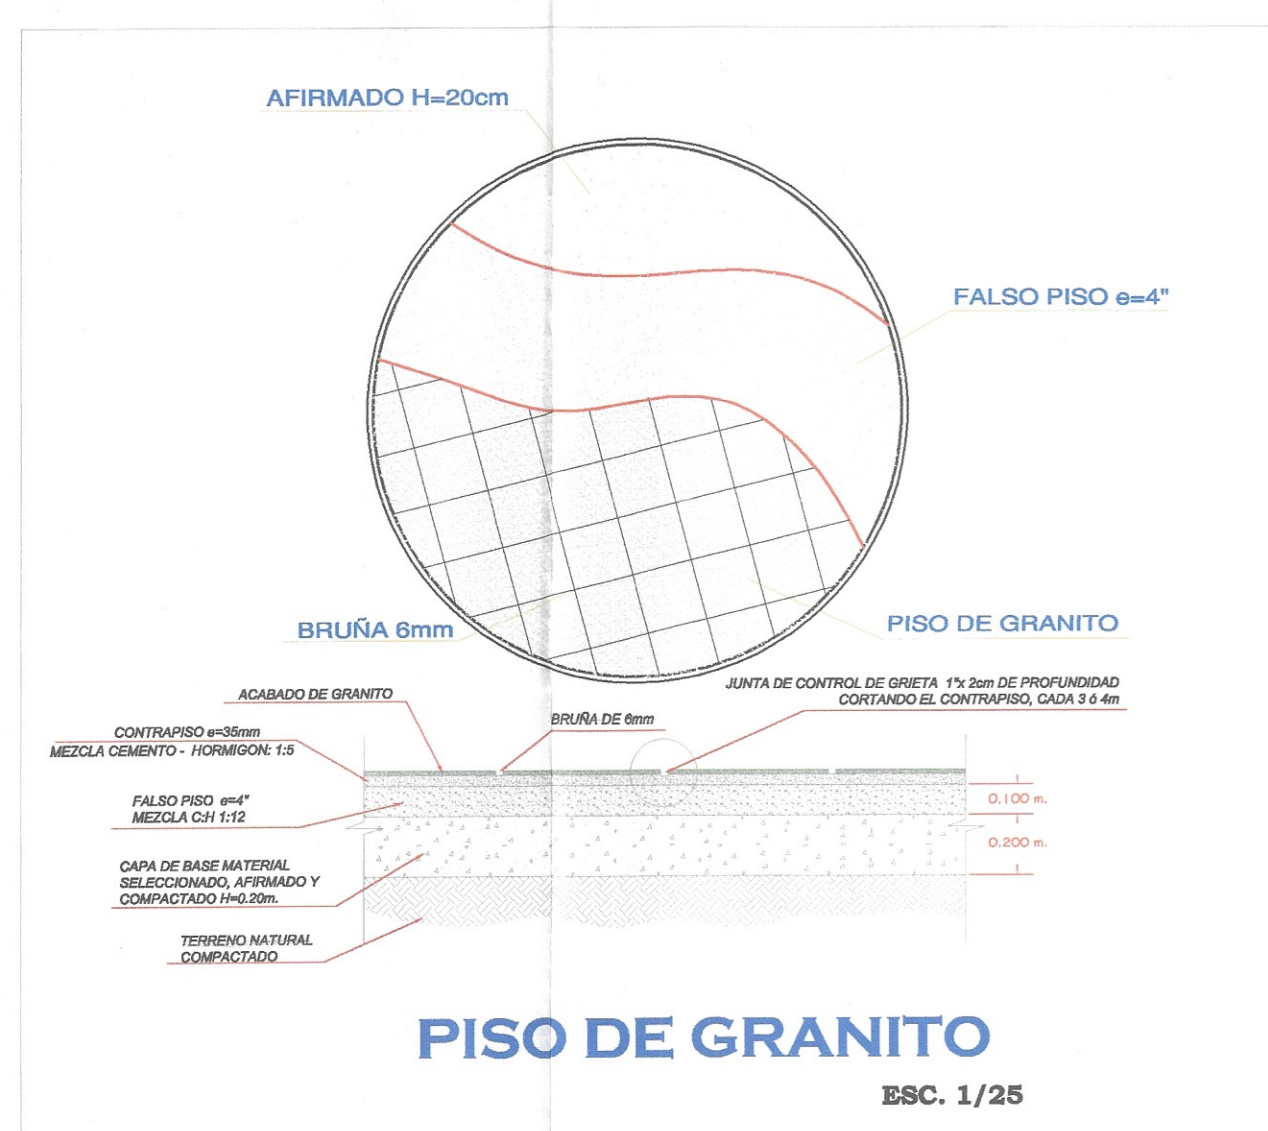 AFIRMADO H=20cm
FALSO PISO e=4"
BRUÑA 6mm
PISO DE GRANITO
ACABADO DE GRANITO
JUNTA DE CONTROL DE GRIETA 1"x 2cm DE PROFUNDIDAD
CORTANDO EL CONTRAPISO, CADA 3 ó 4m
BRUÑA DE 6mm
CONTRAPISO e=35mm
MEZCLA CEMENTO - HORMIGON: 1:5
FALSO PISO e=4"
MEZCLA C:H 1:12
0.100 m.
0.200 m.
CAPA DE BASE MATERIAL
SELECCIONADO, AFIRMADO Y
COMPACTADO H=0.20m.
TERRENO NATURAL
COMPACTADO
PISO DE GRANITO
ESC. 1/25